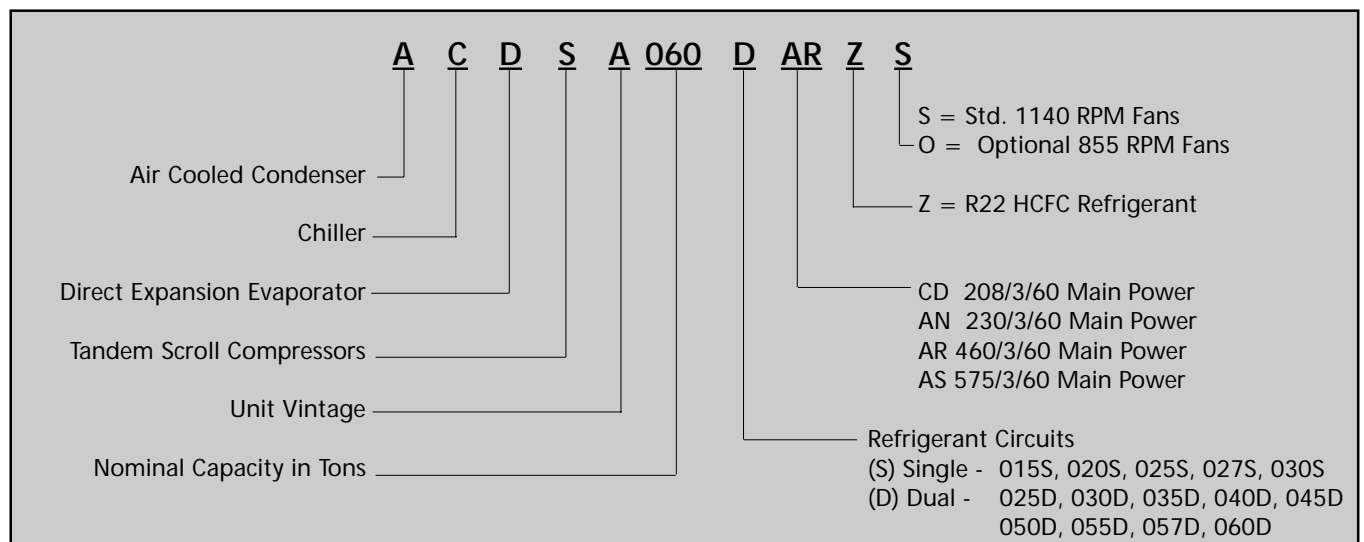 A C D S A 060 D AR Z S
S = Std. 1140 RPM Fans
O = Optional 855 RPM Fans
Air Cooled Condenser
Z = R22 HCFC Refrigerant
Chiller
Direct Expansion Evaporator
CD 208/3/60 Main Power
AN 230/3/60 Main Power
AR 460/3/60 Main Power
AS 575/3/60 Main Power
Tandem Scroll Compressors
Unit Vintage
Nominal Capacity in Tons
Refrigerant Circuits
(S) Single - 015S, 020S, 025S, 027S, 030S
(D) Dual - 025D, 030D, 035D, 040D, 045D
050D, 055D, 057D, 060D